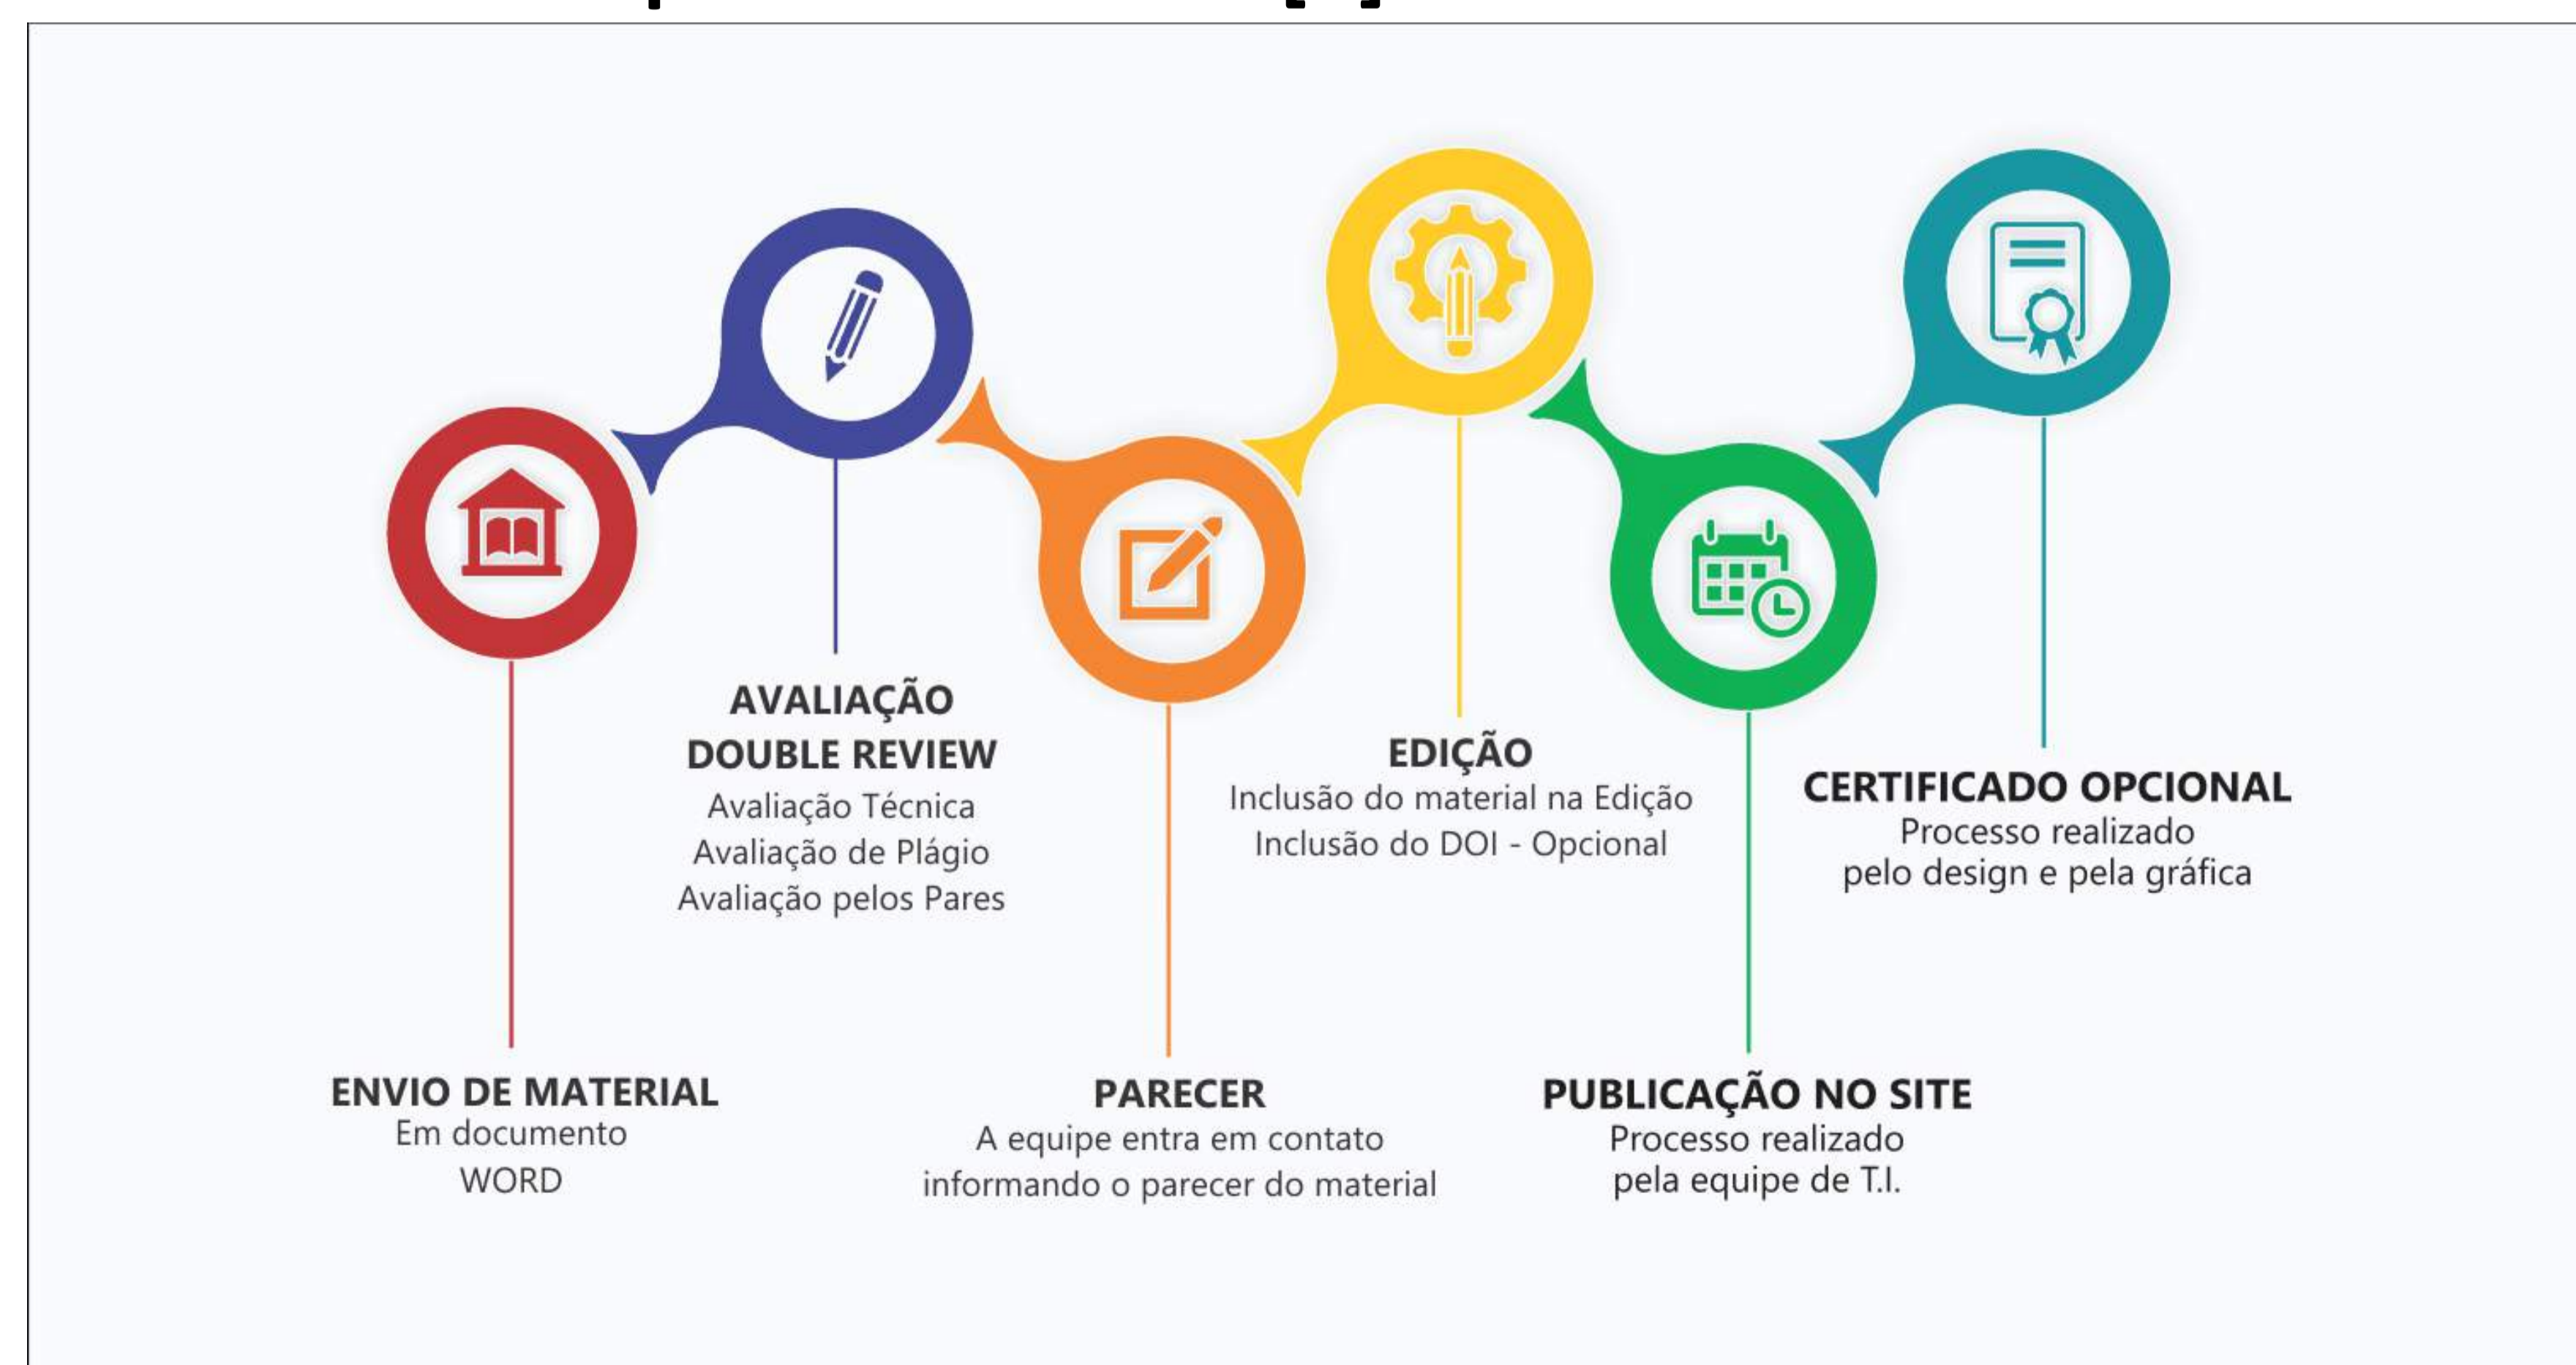 ENVIO DE MATERIAL
Em documento
WORD
AVALIAÇÃO
DOUBLE REVIEW
Avaliação Técnica
Avaliação de Plágio
Avaliação pelos Pares
PARECER
A equipe entra em contato
informando o parecer do material
EDIÇÃO
Inclusão do material na Edição
Inclusão do DOI - Opcional
PUBLICAÇÃO NO SITE
Processo realizado
pela equipe de T.I.
CERTIFICADO OPCIONAL
Processo realizado
pelo design e pela gráfica